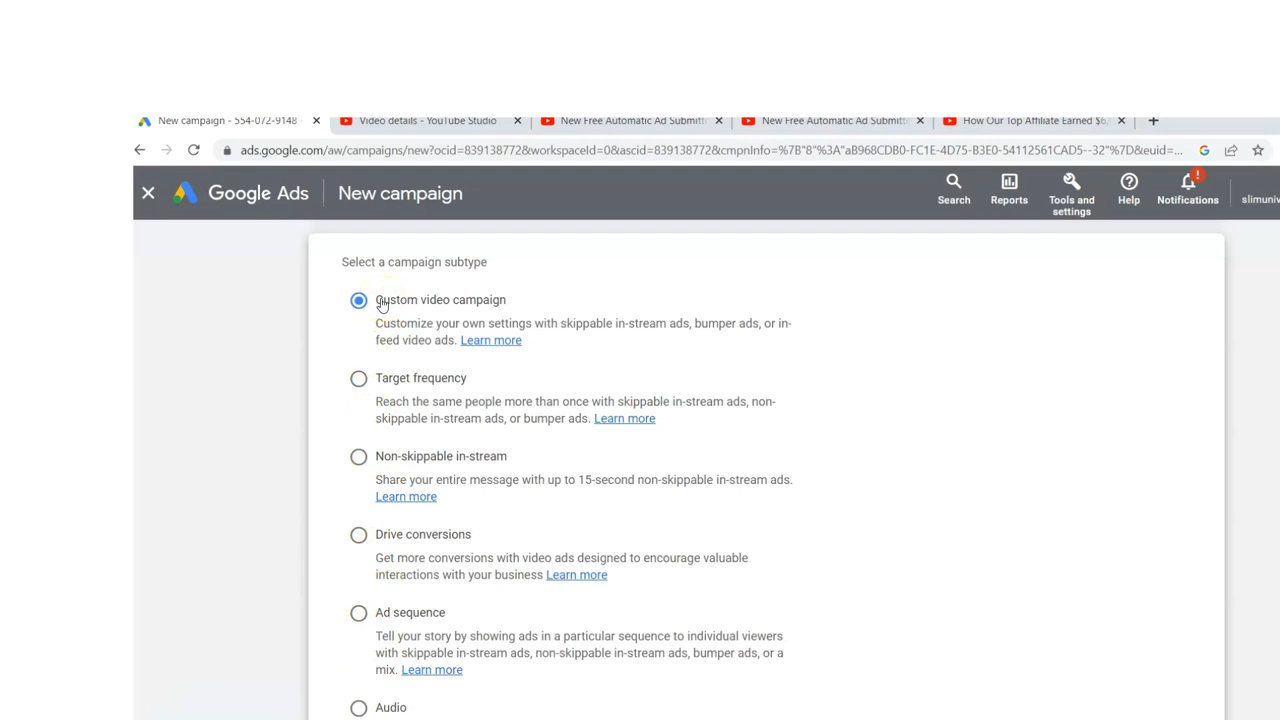 New campaign - 554-072-9148 -
Video details - YouTube Studio
New Free Automatic Ad Submitte
New Free Automatic Ad Submitte
How Our Top Affiliate Earned $6,
ads.google.com/aw/campaigns/new?ocid=839138772&workspaceId=0&ascid=839138772&cmpnInfo=%7B"8"%3A"aB968CDB0-FC1E-4D75-B3E0-54112561CAD5--32"%7D&euid=...
Google Ads
New campaign
Search
Reports
Tools and
settings
Help
!
Notifications
slimuniv
Select a campaign subtype
Custom video campaign
Customize your own settings with skippable in-stream ads, bumper ads, or in-
feed video ads. Learn more
Target frequency
Reach the same people more than once with skippable in-stream ads, non-
skippable in-stream ads, or bumper ads. Learn more
Non-skippable in-stream
Share your entire message with up to 15-second non-skippable in-stream ads.
Learn more
Drive conversions
Get more conversions with video ads designed to encourage valuable
interactions with your business Learn more
Ad sequence
Tell your story by showing ads in a particular sequence to individual viewers
with skippable in-stream ads, non-skippable in-stream ads, bumper ads, or a
mix. Learn more
Audio